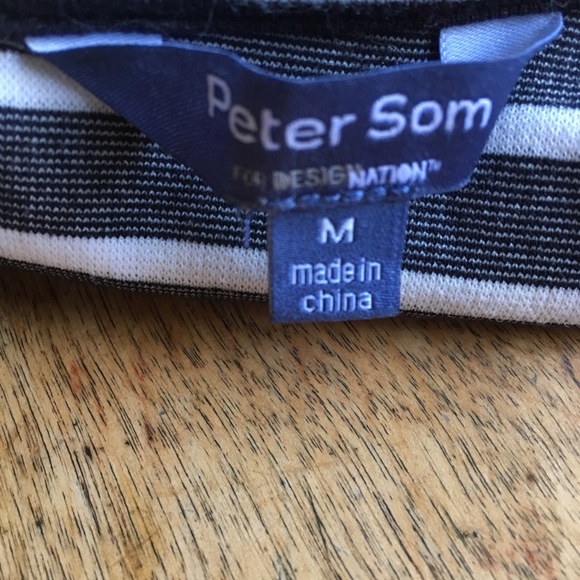 Peter Som
FOR DESIGNATION™
M
made in
china